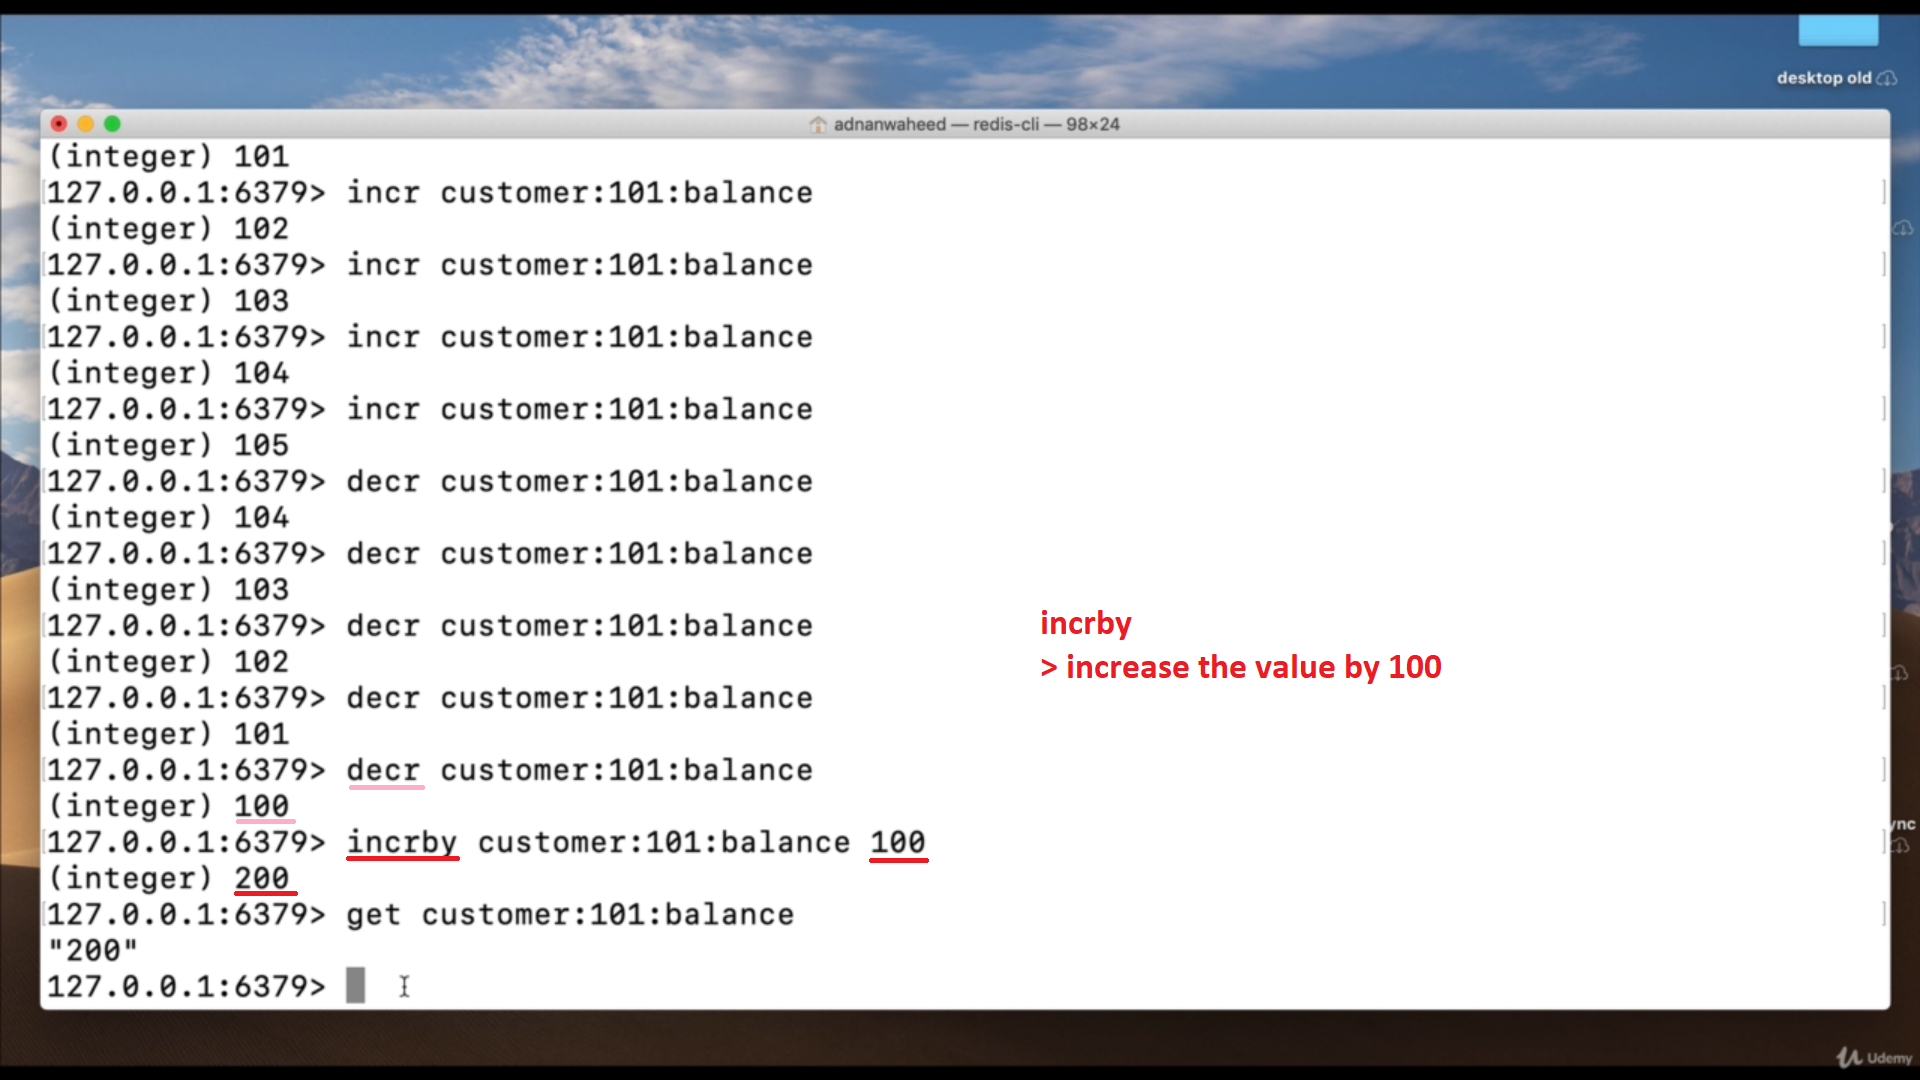 desktop old
adnanwaheed — redis-cli — 98×24
(integer) 101
127.0.0.1:6379> incr customer:101:balance
(integer) 102
127.0.0.1:6379> incr customer:101:balance
(integer) 103
127.0.0.1:6379> incr customer:101:balance
(integer) 104
127.0.0.1:6379> incr customer:101:balance
(integer) 105
127.0.0.1:6379> decr customer:101:balance
(integer) 104
127.0.0.1:6379> decr customer:101:balance
(integer) 103
127.0.0.1:6379> decr customer:101:balance
(integer) 102
127.0.0.1:6379> decr customer:101:balance
(integer) 101
127.0.0.1:6379> decr customer:101:balance
(integer) 100
127.0.0.1:6379> incrby customer:101:balance 100
(integer) 200
127.0.0.1:6379> get customer:101:balance
"200"
127.0.0.1:6379>
incrby
> increase the value by 100
Udemy